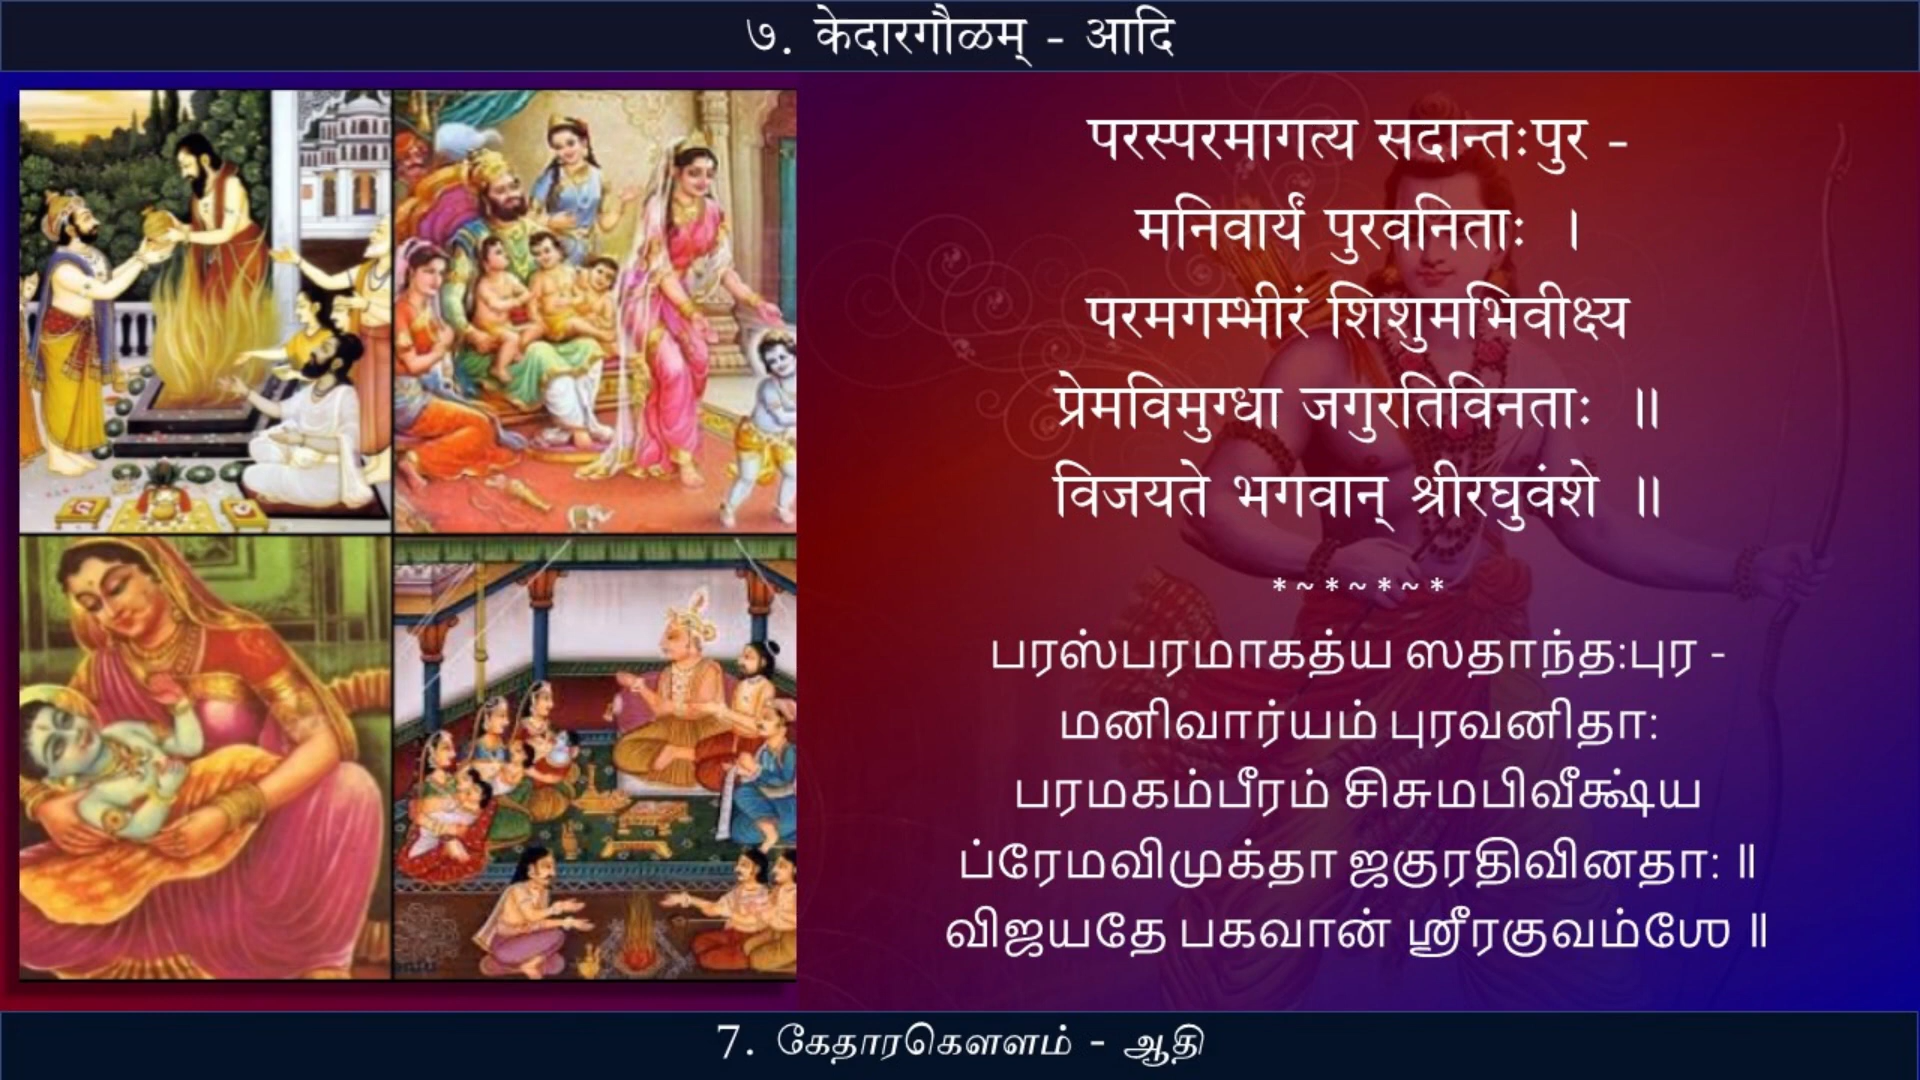 ७. केदारगौळम् - आदि
परस्परमागत्य सदान्तःपुर -
मनिवार्यं पुरवनिताः ।
परमगम्भीरं शिशुमभिवीक्ष्य
प्रेमविमुग्धा जगुरतिविनताः ॥
विजयते भगवान् श्रीरघुवंशे ॥
*~*~*~*
பரஸ்பரமாகத்ய ஸதாந்த:புர -
மனிவார்யம் புரவனிதா:
பரமகம்பீரம் சிசுமபிவீக்ஷ்ய
ப்ரேமவிமுக்தா ஜகுரதிவினதா: ॥
விஜயதே பகவான் ஸ்ரீரகுவம்ஶே ॥
7. கேதாரகௌளம் - ஆதி